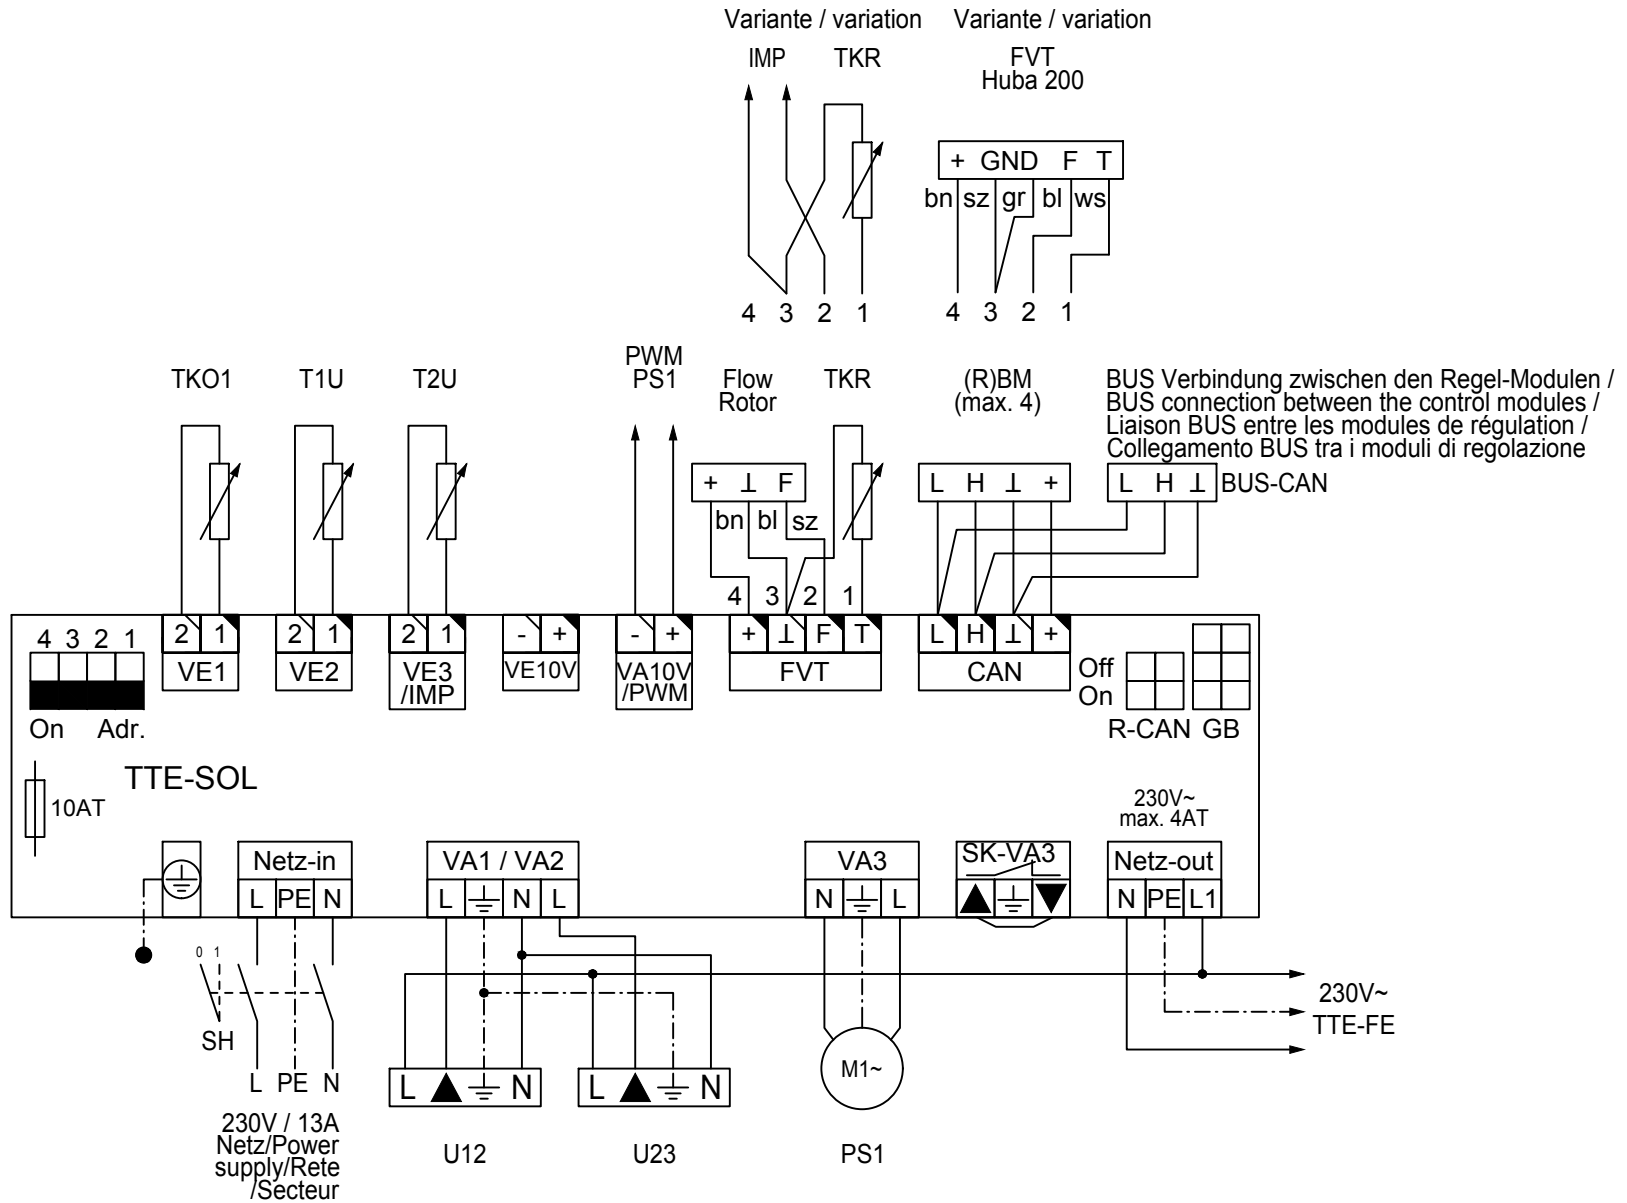 Variante / variation Variante / variation
IMP TKR FVT
Huba 200
+ GND F T
bn sz gr bl ws
4 3 2 1 4 3 2 1
TKO1 T1U T2U
PWM
PS1
Flow
Rotor
TKR
(R)BM
(max. 4)
BUS Verbindung zwischen den Regel-Modulen /
BUS connection between the control modules /
Liaison BUS entre les modules de régulation /
Collegamento BUS tra i moduli di regolazione
+ ⊥ F
L H ⊥ +
L H ⊥ BUS-CAN
bn bl sz
4 3 2 1
4 3 2 1
2 1 2 1 2 1 - + - + + ⊥ F T L H ⊥ +
VE1 VE2 VE3
/IMP
VE10V
VA10V
/PWM
FVT CAN
Off
On
On Adr.
R-CAN GB
TTE-SOL
10AT
230V~
max. 4AT
Netz-in VA1 / VA2 VA3 SK-VA3 Netz-out
L PE N L N L N L N PE L1
0 1
SH
230V~
TTE-FE
L PE N
L N L N
M1~
230V / 13A
Netz/Power
supply/Rete
/Secteur
U12 U23 PS1